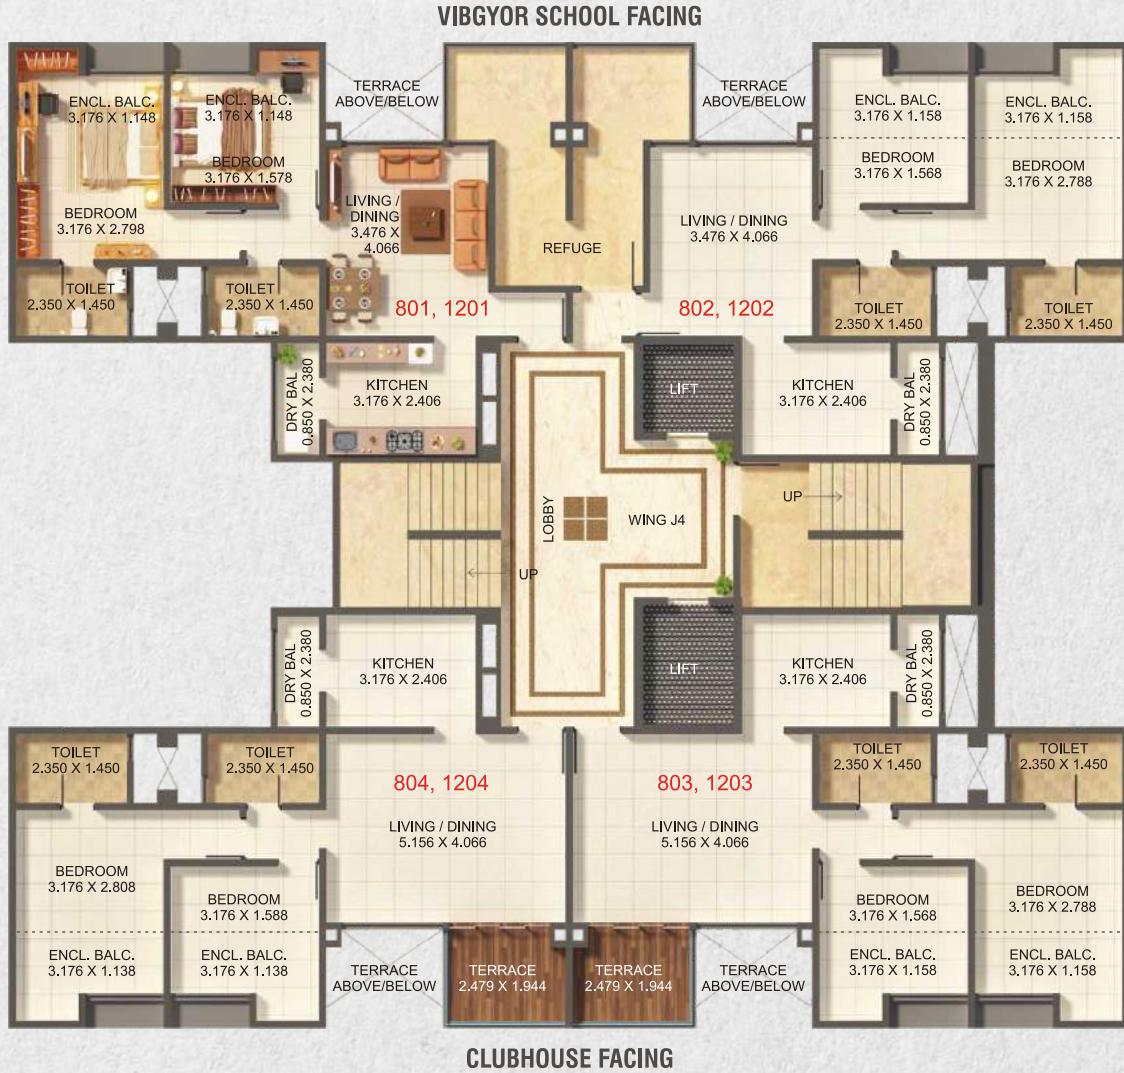 VIBGYOR SCHOOL FACING
ENCL. BALC.
3.176 X 1.148
ENCL. BALC.
3.176 X 1.148
BEDROOM
3.176 X 1.578
BEDROOM
3.176 X 2.798
TOILET
2.350 X 1.450
TOILET
2.350 X 1.450
TERRACE
ABOVE/BELOW
LIVING /
DINING
3.476 X
4.066
801, 1201
KITCHEN
3.176 X 2.406
DRY BAL
0.850 X 2.380
REFUGE
TERRACE
ABOVE/BELOW
LIVING / DINING
3.476 X 4.066
802, 1202
ENCL. BALC.
3.176 X 1.158
BEDROOM
3.176 X 1.568
ENCL. BALC.
3.176 X 1.158
BEDROOM
3.176 X 2.788
TOILET
2.350 X 1.450
TOILET
2.350 X 1.450
LIFT
KITCHEN
3.176 X 2.406
DRY BAL
0.850 X 2.380
LOBBY
WING J4
UP
UP
LIFT
DRY BAL
0.850 X 2.380
KITCHEN
3.176 X 2.406
KITCHEN
3.176 X 2.406
DRY BAL
0.850 X 2.380
TOILET
2.350 X 1.450
TOILET
2.350 X 1.450
804, 1204
LIVING / DINING
5.156 X 4.066
BEDROOM
3.176 X 2.808
ENCL. BALC.
3.176 X 1.138
BEDROOM
3.176 X 1.588
ENCL. BALC.
3.176 X 1.138
TERRACE
ABOVE/BELOW
TERRACE
2.479 X 1.944
803, 1203
LIVING / DINING
5.156 X 4.066
TOILET
2.350 X 1.450
TOILET
2.350 X 1.450
BEDROOM
3.176 X 1.568
ENCL. BALC.
3.176 X 1.158
BEDROOM
3.176 X 2.788
ENCL. BALC.
3.176 X 1.158
TERRACE
2.479 X 1.944
TERRACE
ABOVE/BELOW
CLUBHOUSE FACING